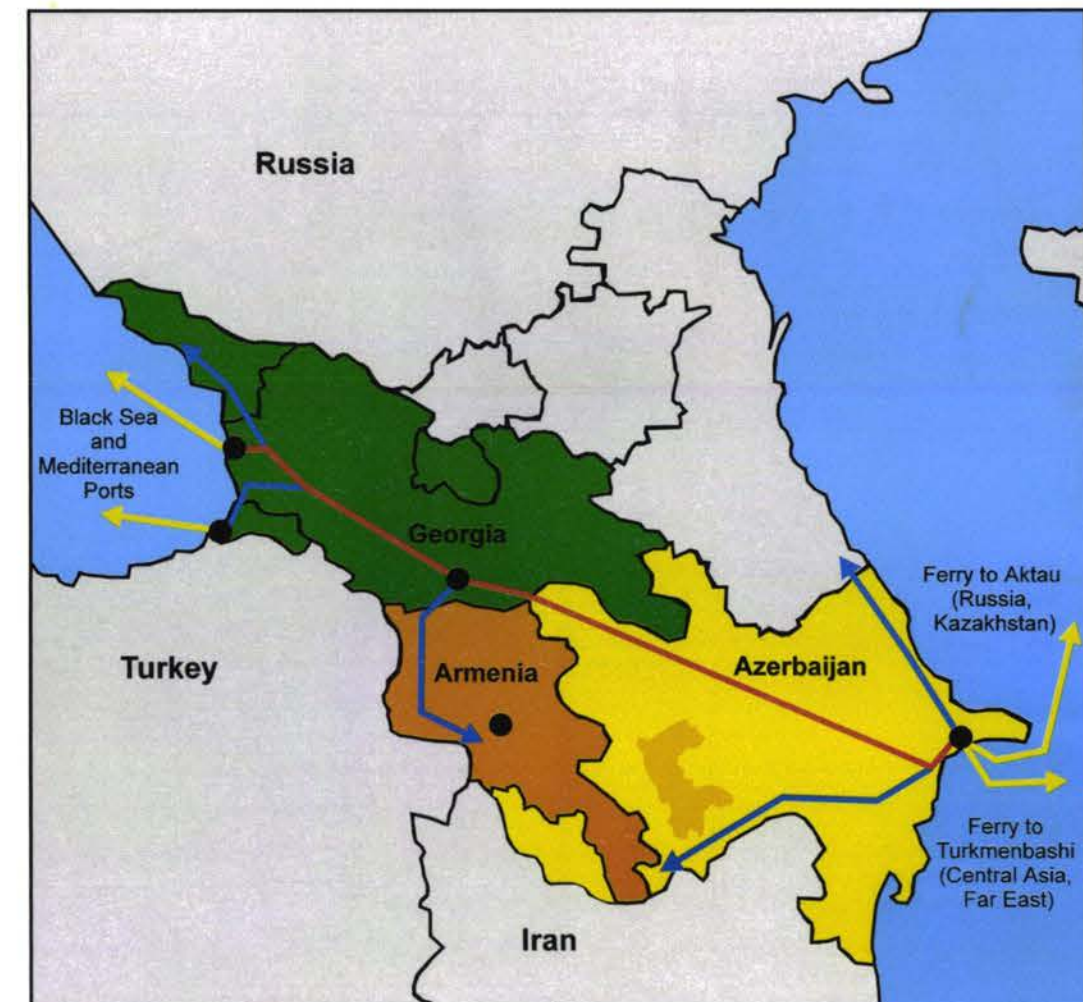 Russia
Black Sea
and
Mediterranean
Ports
Georgia
Ferry to Aktau
(Russia,
Kazakhstan)
Turkey
Armenia
Azerbaijan
Ferry to
Turkmenbashi
(Central Asia,
Far East)
Iran